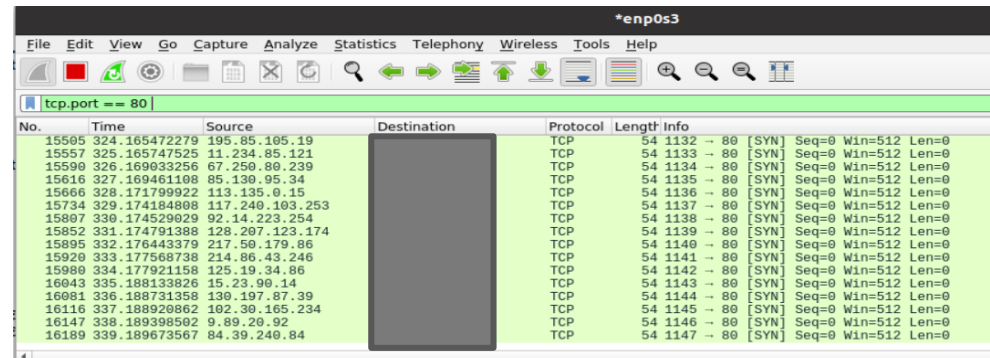 *enp0s3
File Edit View Go Capture Analyze Statistics Telephony Wireless Tools Help
tcp.port == 80
No. Time Source Destination Protocol Length Info
15505 324.165472279 195.85.105.19 TCP 54 1132 → 80 [SYN] Seq=0 Win=512 Len=0
15557 325.165747525 11.234.85.121 TCP 54 1133 → 80 [SYN] Seq=0 Win=512 Len=0
15590 326.169033256 67.250.80.239 TCP 54 1134 → 80 [SYN] Seq=0 Win=512 Len=0
15616 327.169461108 85.130.95.34 TCP 54 1135 → 80 [SYN] Seq=0 Win=512 Len=0
15666 328.171799922 113.135.0.15 TCP 54 1136 → 80 [SYN] Seq=0 Win=512 Len=0
15734 329.174184808 117.240.103.253 TCP 54 1137 → 80 [SYN] Seq=0 Win=512 Len=0
15807 330.174529029 92.14.223.254 TCP 54 1138 → 80 [SYN] Seq=0 Win=512 Len=0
15852 331.174791388 128.207.123.174 TCP 54 1139 → 80 [SYN] Seq=0 Win=512 Len=0
15895 332.176443379 217.50.179.86 TCP 54 1140 → 80 [SYN] Seq=0 Win=512 Len=0
15920 333.177568738 214.86.43.246 TCP 54 1141 → 80 [SYN] Seq=0 Win=512 Len=0
15980 334.177921158 125.19.34.86 TCP 54 1142 → 80 [SYN] Seq=0 Win=512 Len=0
16043 335.188133826 15.23.90.14 TCP 54 1143 → 80 [SYN] Seq=0 Win=512 Len=0
16081 336.188731358 130.197.87.39 TCP 54 1144 → 80 [SYN] Seq=0 Win=512 Len=0
16116 337.188920862 102.30.165.234 TCP 54 1145 → 80 [SYN] Seq=0 Win=512 Len=0
16147 338.189398502 9.89.20.92 TCP 54 1146 → 80 [SYN] Seq=0 Win=512 Len=0
16189 339.189673567 84.39.240.84 TCP 54 1147 → 80 [SYN] Seq=0 Win=512 Len=0